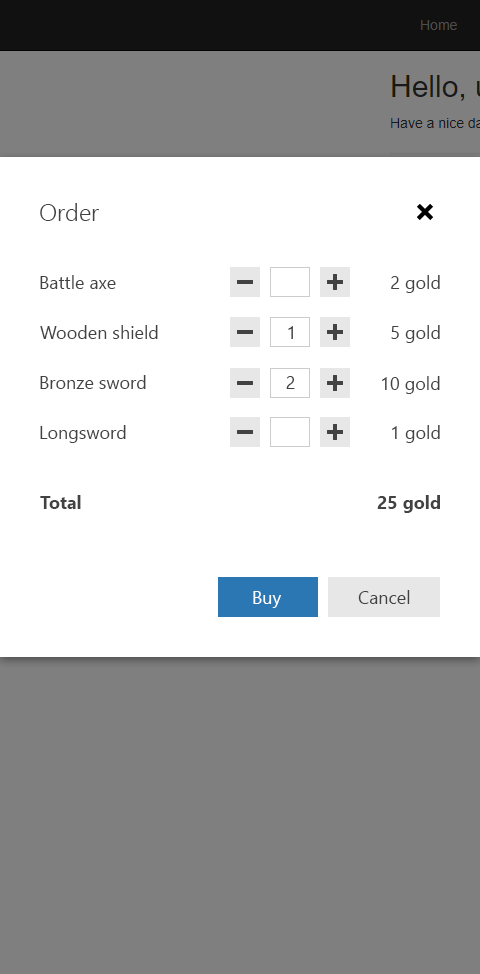 Home
Hello, u
Have a nice da
Order
Battle axe 2 gold
Wooden shield 1 5 gold
Bronze sword 2 10 gold
Longsword 1 gold
Total 25 gold
Buy Cancel